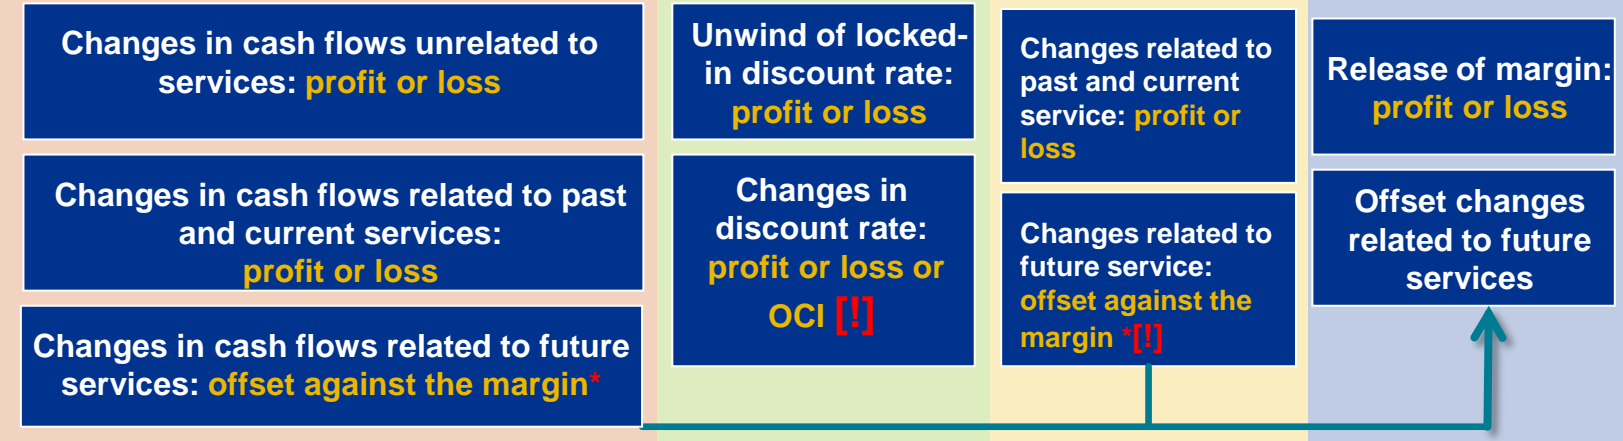 Changes in cash flows unrelated to
services: profit or loss
Changes in cash flows related to past
and current services:
profit or loss
Changes in cash flows related to future
services: offset against the margin*
Unwind of locked-
in discount rate:
profit or loss
Changes in
discount rate:
profit or loss or
OCI [!]
Changes related to
past and current
service: profit or
loss
Changes related to
future service:
offset against the
margin *[!]
Release of margin:
profit or loss
Offset changes
related to future
services